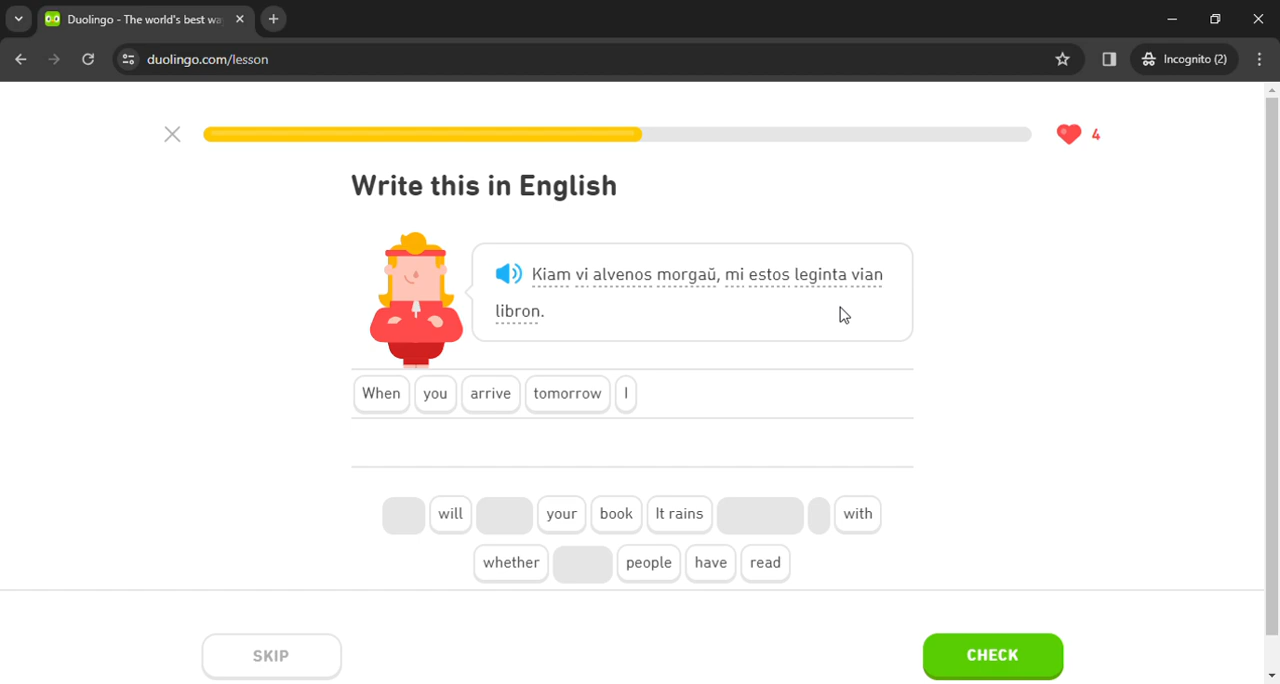 Duolingo - The world's best wa
duolingo.com/lesson
Incognito (2)
4
Write this in English
Kiam vi alvenos morgaŭ, mi estos leginta vian
libron.
When you arrive tomorrow I
will your book It rains with
whether people have read
SKIP
CHECK